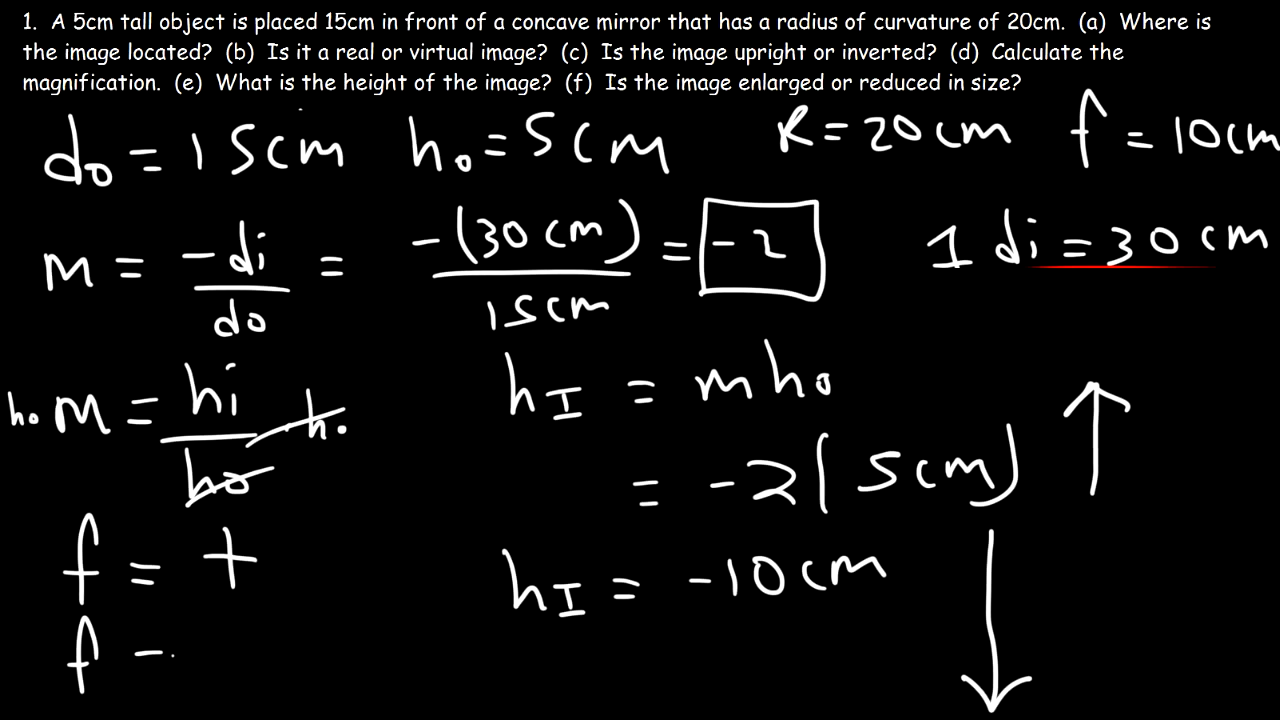 1. A 5cm tall object is placed 15cm in front of a concave mirror that has a radius of curvature of 20cm. (a) Where is
the image located? (b) Is it a real or virtual image? (c) Is the image upright or inverted? (d) Calculate the
magnification. (e) What is the height of the image? (f) Is the image enlarged or reduced in size?
do = 15cm ho = 5cm R = 20cm f = 10cm
m = -di/do = -(30cm)/15cm = -2 1 di = 30cm
ho m = hi/ho ho hI = mho
= -2(5cm)
f = + hI = -10cm
f -